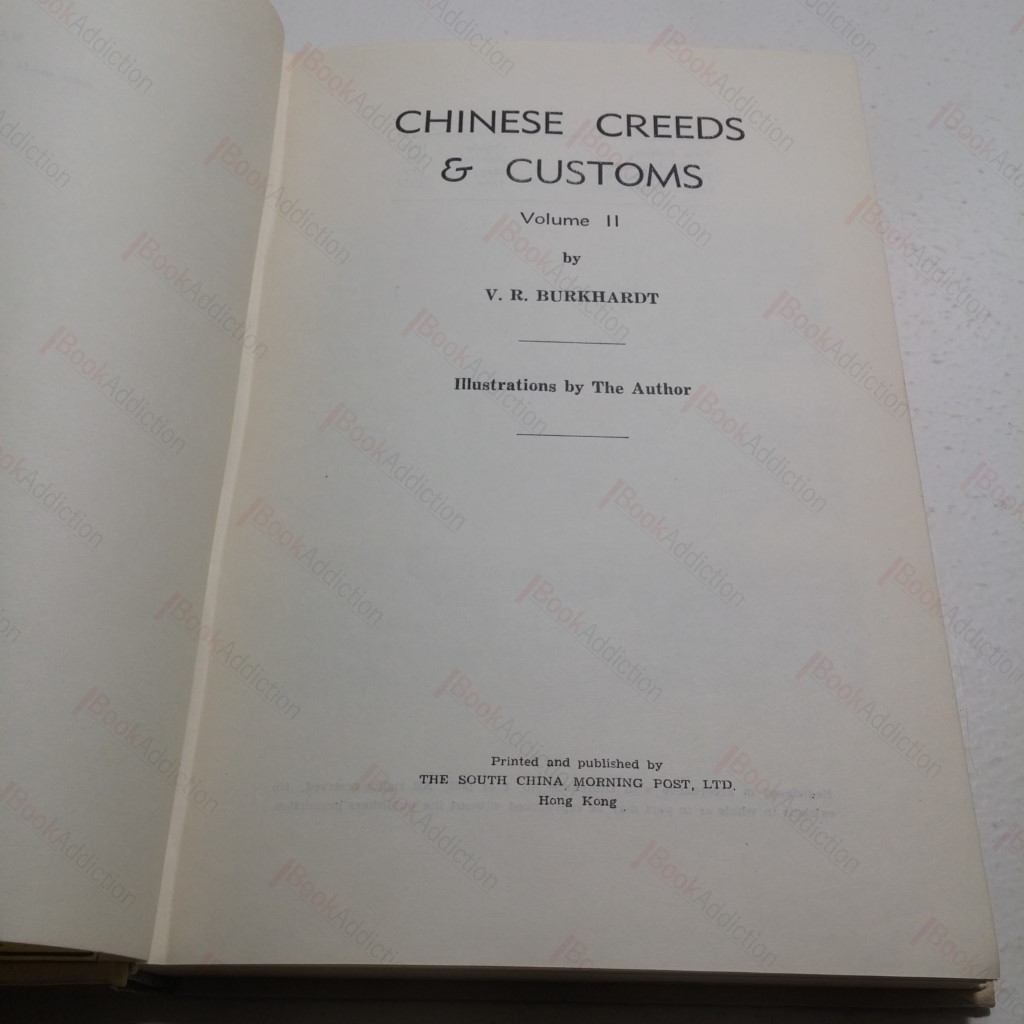 CHINESE CREEDS
& CUSTOMS
Volume II
by
V. R. BURKHARDT
Illustrations by The Author
Printed and published by
THE SOUTH CHINA MORNING POST, LTD.
Hong Kong
BookAddiction